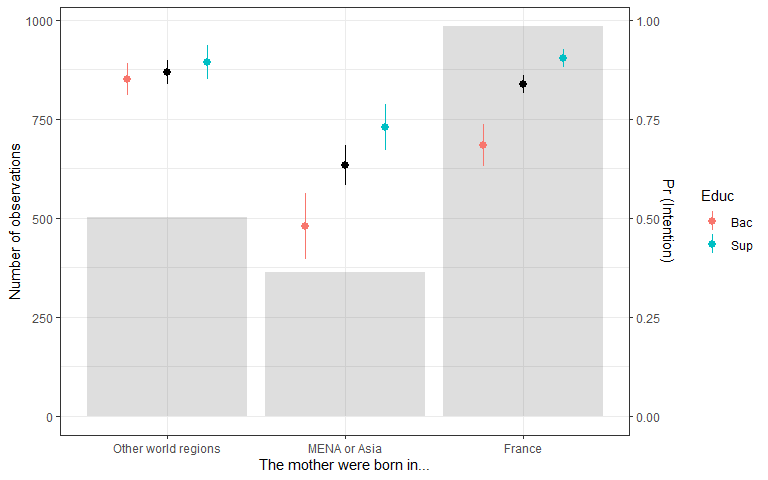 1000
750
500
250
0
Number of observations
1.00
0.75
0.50
0.25
0.00
Pr (Intention)
Other world regions
MENA or Asia
France
The mother were born in...
Educ
Bac
Sup